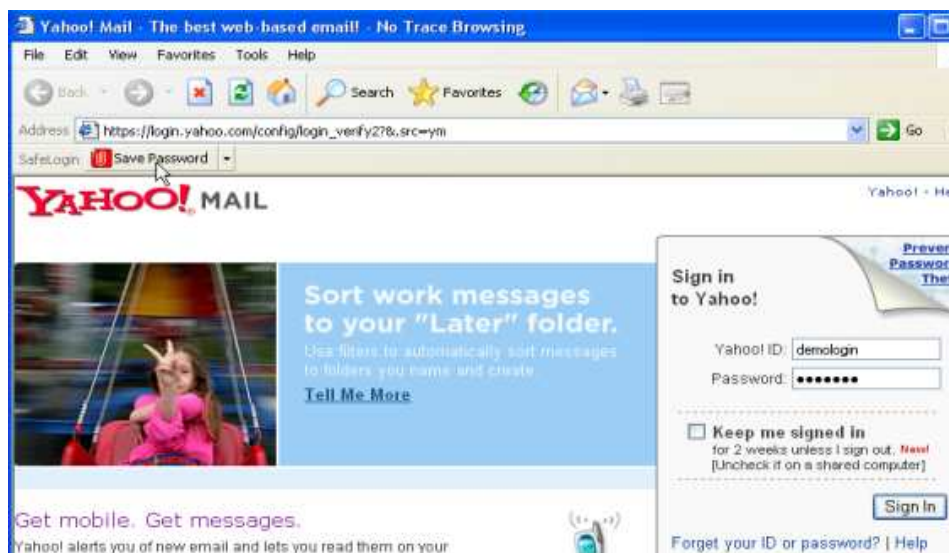 Yahoo! Mail - The best web-based email! - No Trace Browsing
File Edit View Favorites Tools Help
Back Search Favorites
Address https://login.yahoo.com/config/login_verify2?&.src=ym Go
SafeLogin Save Password
YAHOO! MAIL
Yahoo! - He
Preven
Passwor
The
Sign in
to Yahoo!
Sort work messages
to your "Later" folder.
Use filters to automatically sort messages
to folders you name and create.
Tell Me More
Yahoo! ID: demologin
Password: •••••••
Keep me signed in
for 2 weeks unless I sign out. New!
[Uncheck if on a shared computer]
Sign In
Get mobile. Get messages.
Yahoo! alerts you of new email and lets you read them on your
Forget your ID or password? | Help